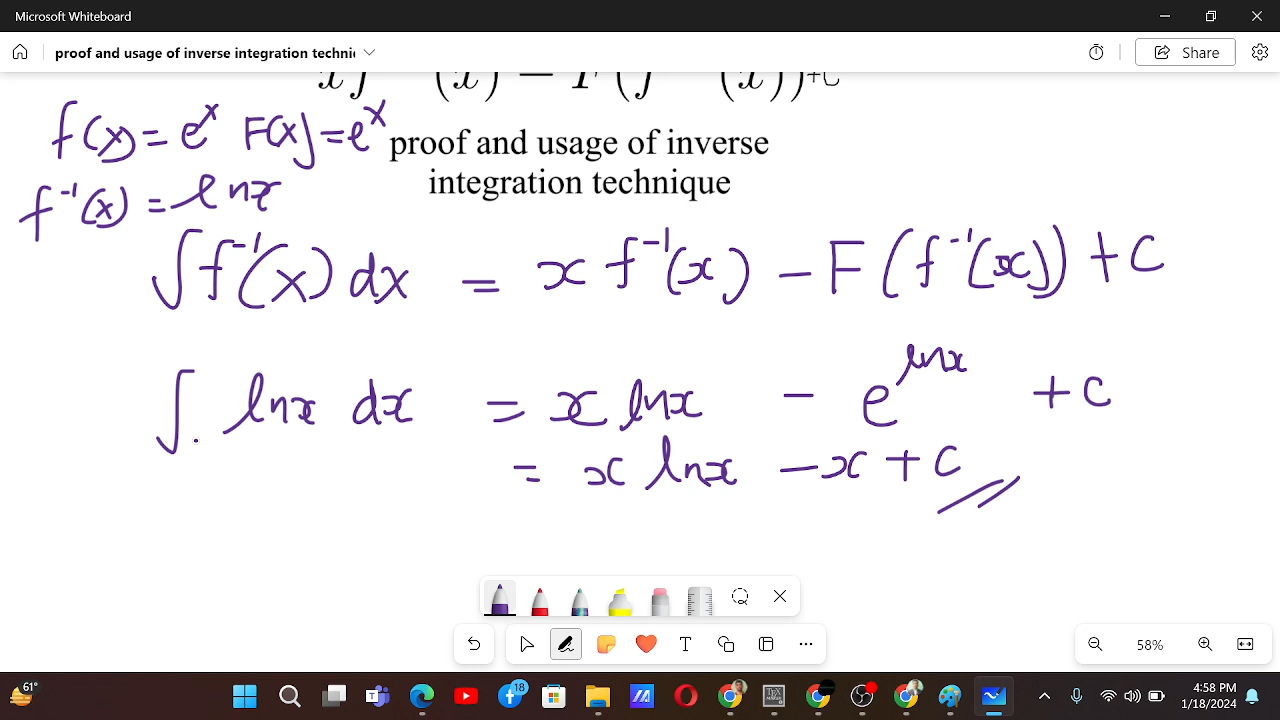 Microsoft Whiteboard
proof and usage of inverse integration techni
Share
f(x) = e^x F(x) = e^x
proof and usage of inverse
integration technique
f^{-1}(x) = ln x
∫ f^{-1}(x) dx = x f^{-1}(x) - F(f^{-1}(x)) + C
∫ ln x dx = x ln x - e^{ln x} + C
= x ln x - x + C
58%
61°
18
4:58 PM
1/28/2024